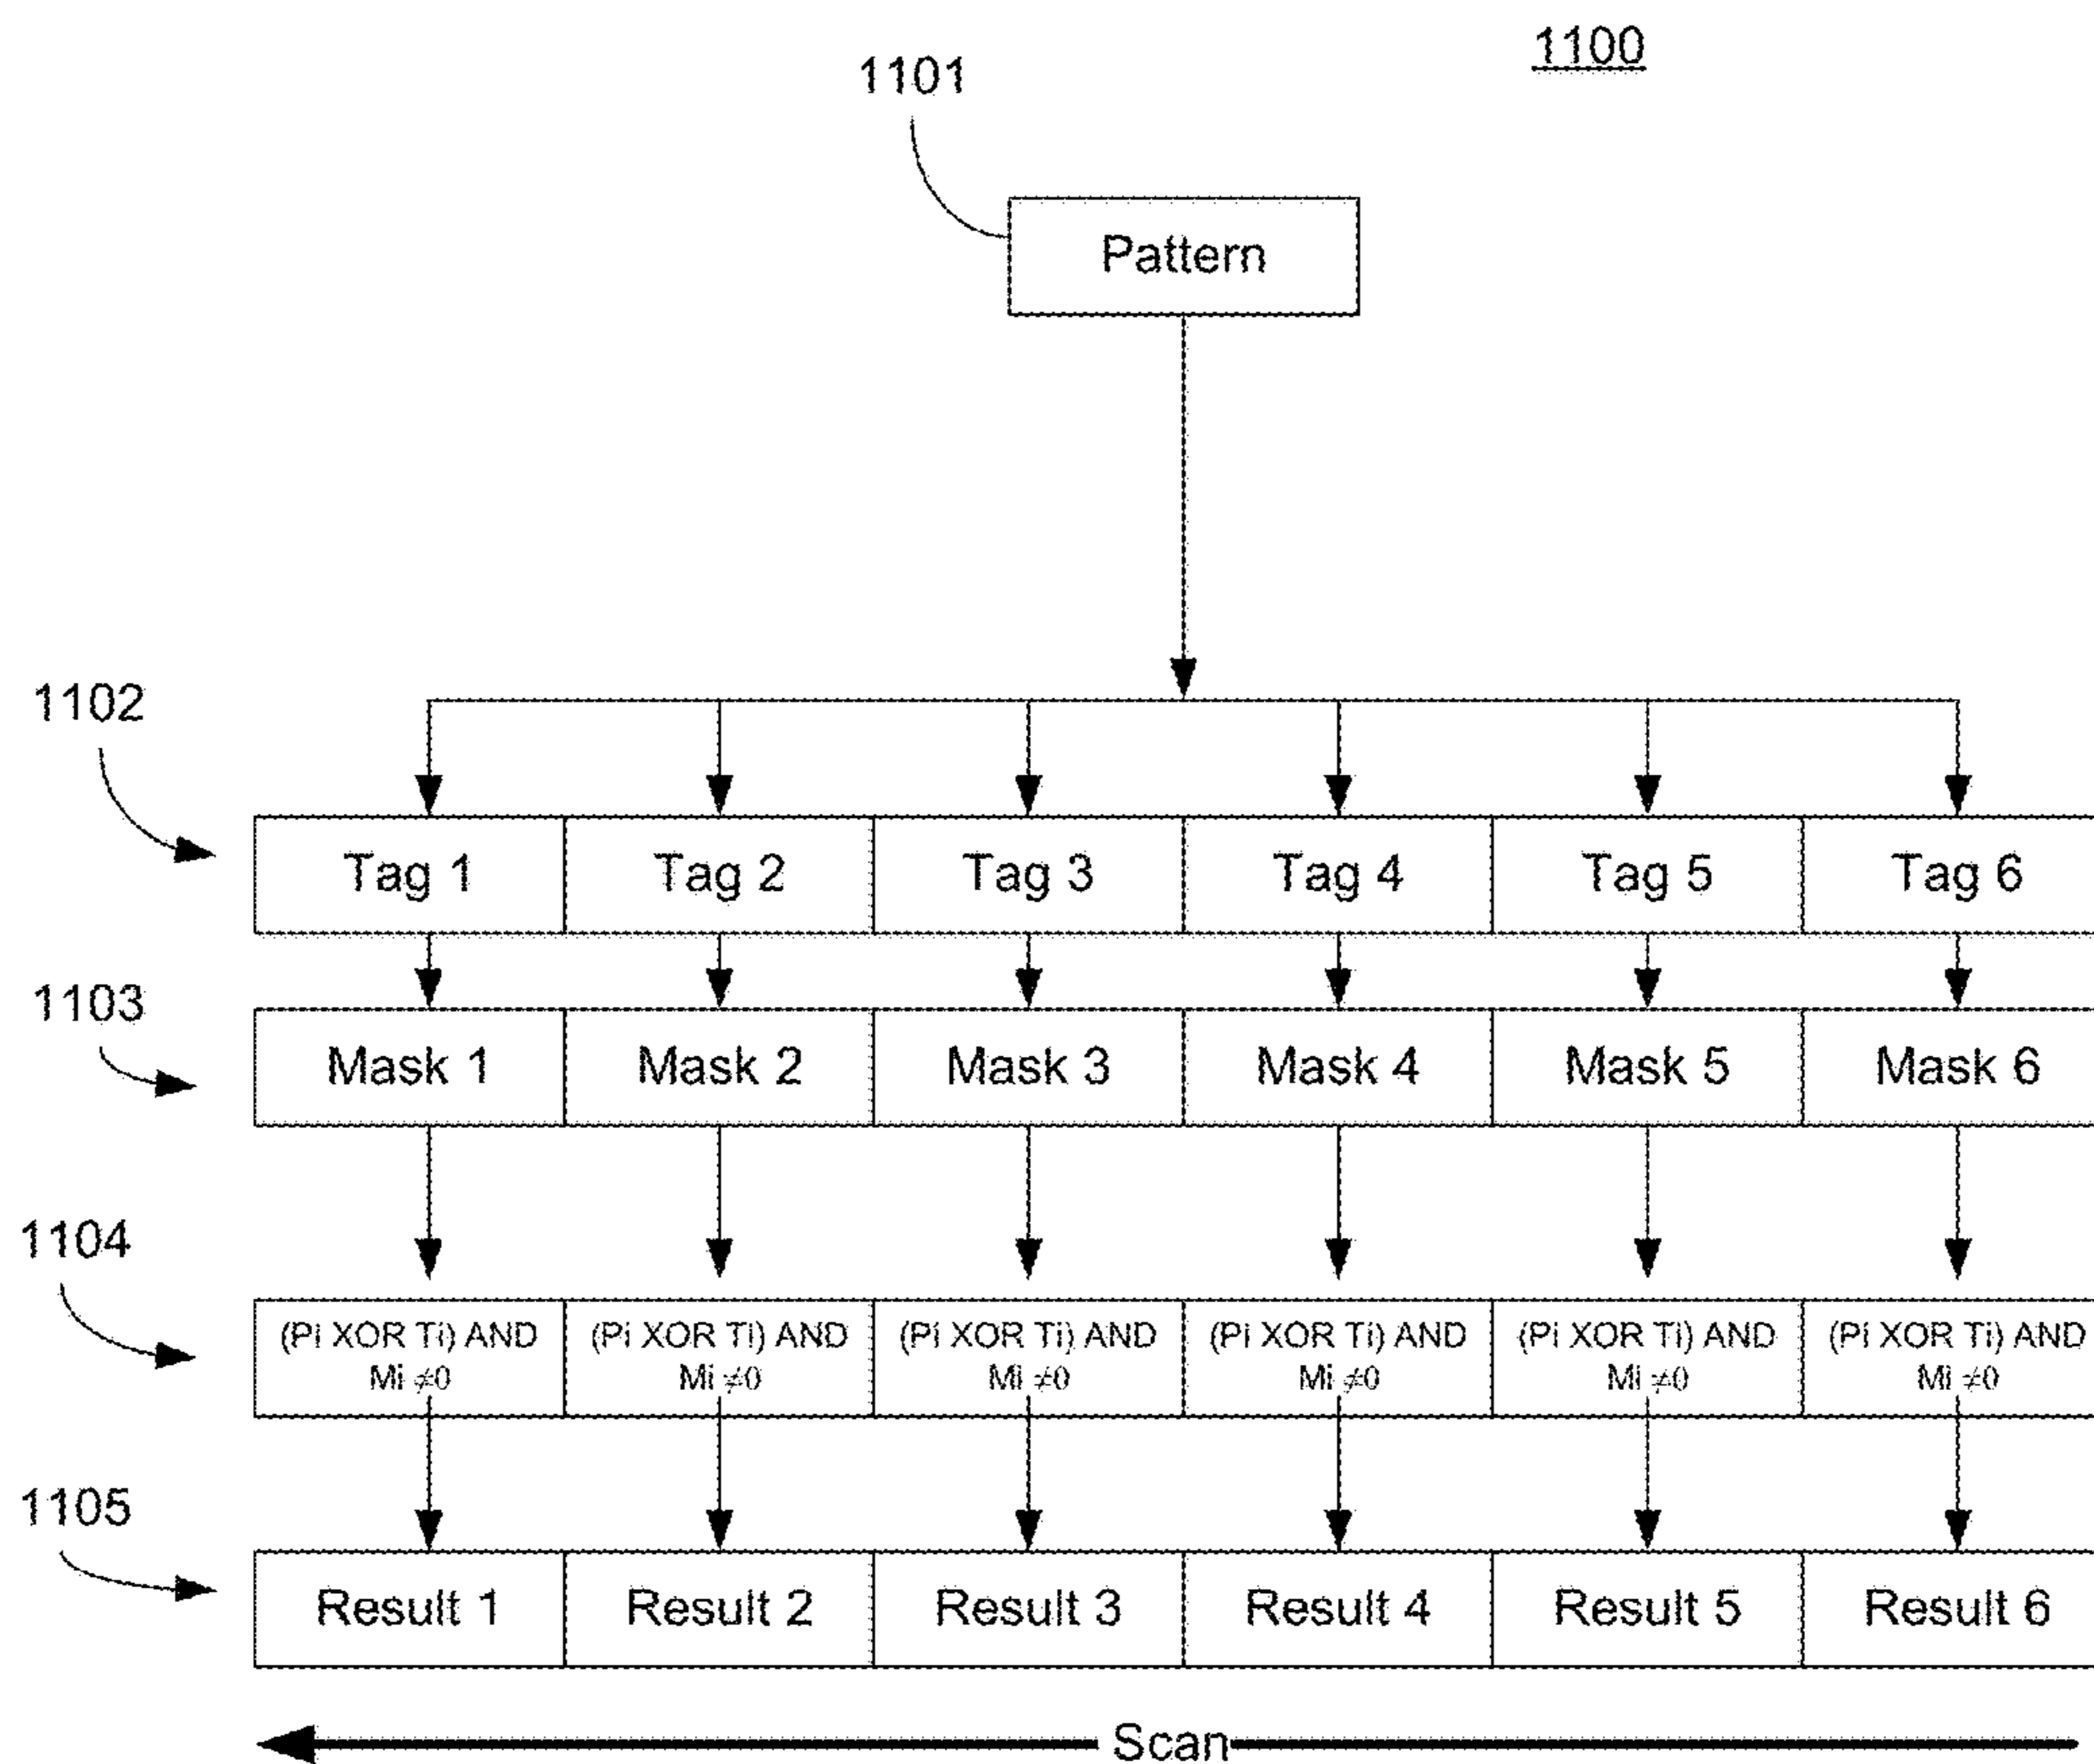 1100
1101
Pattern
1102
Tag 1 Tag 2 Tag 3 Tag 4 Tag 5 Tag 6
1103
Mask 1 Mask 2 Mask 3 Mask 4 Mask 5 Mask 6
1104
(Pi XOR Ti) AND (Pi XOR Ti) AND (Pi XOR Ti) AND (Pi XOR Ti) AND (Pi XOR Ti) AND (Pi XOR Ti) AND
Mi ≠0 Mi ≠0 Mi ≠0 Mi ≠0 Mi ≠0 Mi ≠0
1105
Result 1 Result 2 Result 3 Result 4 Result 5 Result 6
Scan